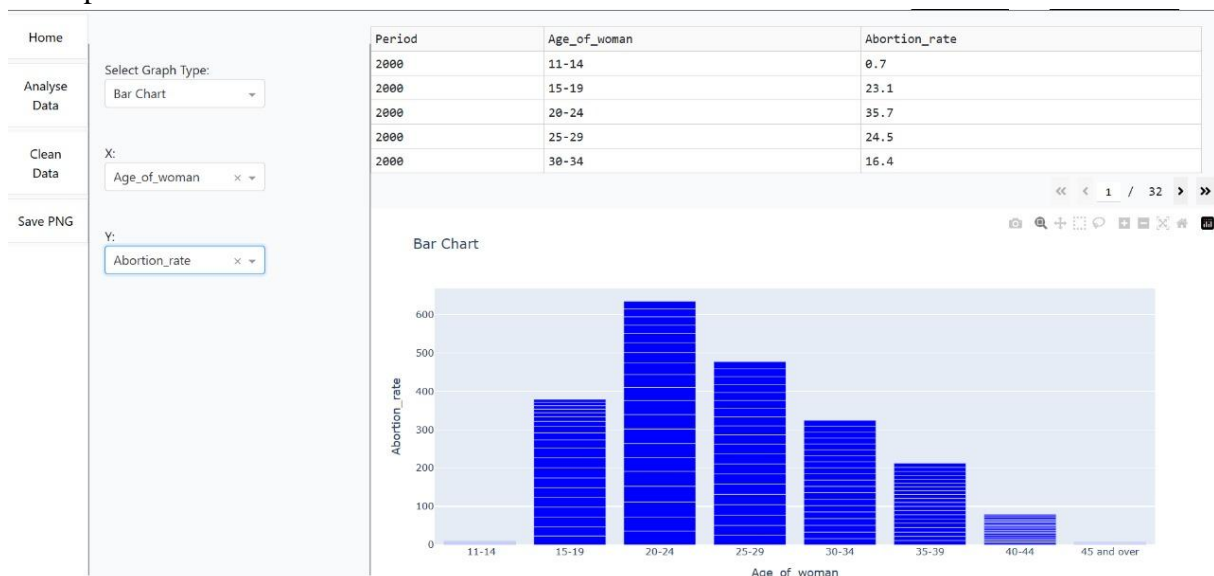 Home
Analyse
Data
Clean
Data
Save PNG
Select Graph Type:
Bar Chart
X:
Age_of_woman
Y:
Abortion_rate
Period Age_of_woman Abortion_rate
2000 11-14 0.7
2000 15-19 23.1
2000 20-24 35.7
2000 25-29 24.5
2000 30-34 16.4
1 / 32
Bar Chart
600
500
400
300
200
100
0
Abortion_rate
11-14 15-19 20-24 25-29 30-34 35-39 40-44 45 and over
Age_of_woman